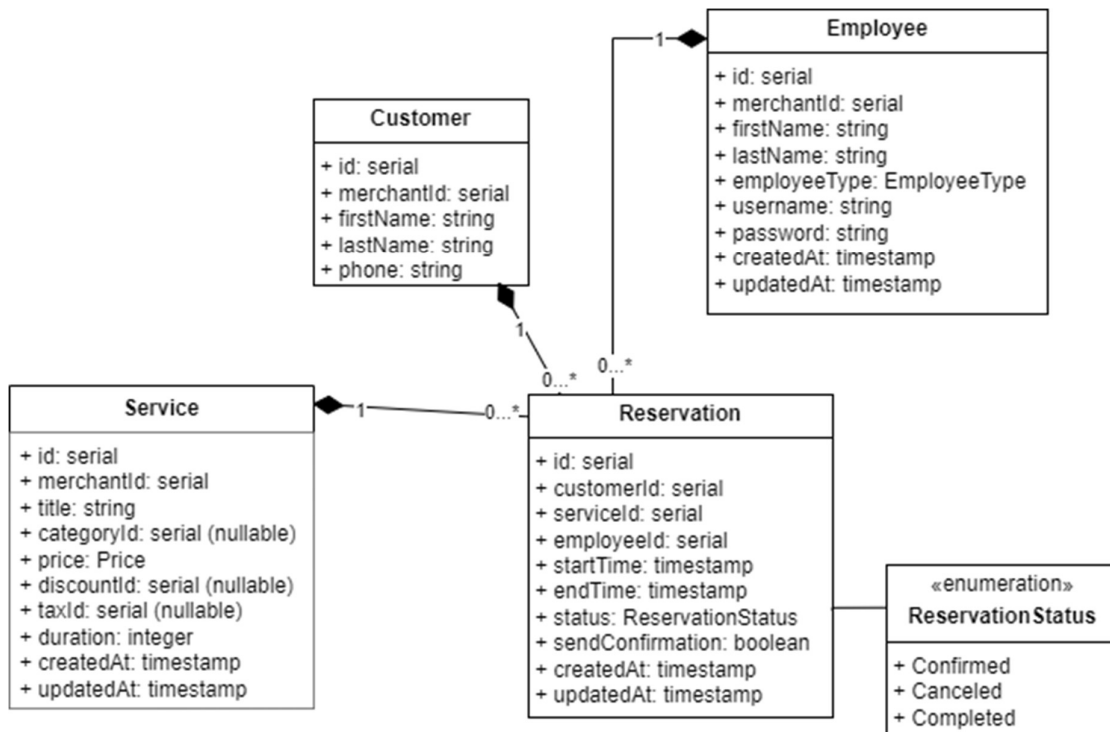 Employee
+ id: serial
+ merchantId: serial
+ firstName: string
+ lastName: string
+ employeeType: EmployeeType
+ username: string
+ password: string
+ createdAt: timestamp
+ updatedAt: timestamp
1
0...*
Customer
+ id: serial
+ merchantId: serial
+ firstName: string
+ lastName: string
+ phone: string
1
0...*
Service
+ id: serial
+ merchantId: serial
+ title: string
+ categoryId: serial (nullable)
+ price: Price
+ discountId: serial (nullable)
+ taxId: serial (nullable)
+ duration: integer
+ createdAt: timestamp
+ updatedAt: timestamp
1
0...*
Reservation
+ id: serial
+ customerId: serial
+ serviceId: serial
+ employeeId: serial
+ startTime: timestamp
+ endTime: timestamp
+ status: ReservationStatus
+ sendConfirmation: boolean
+ createdAt: timestamp
+ updatedAt: timestamp
«enumeration»
ReservationStatus
+ Confirmed
+ Canceled
+ Completed